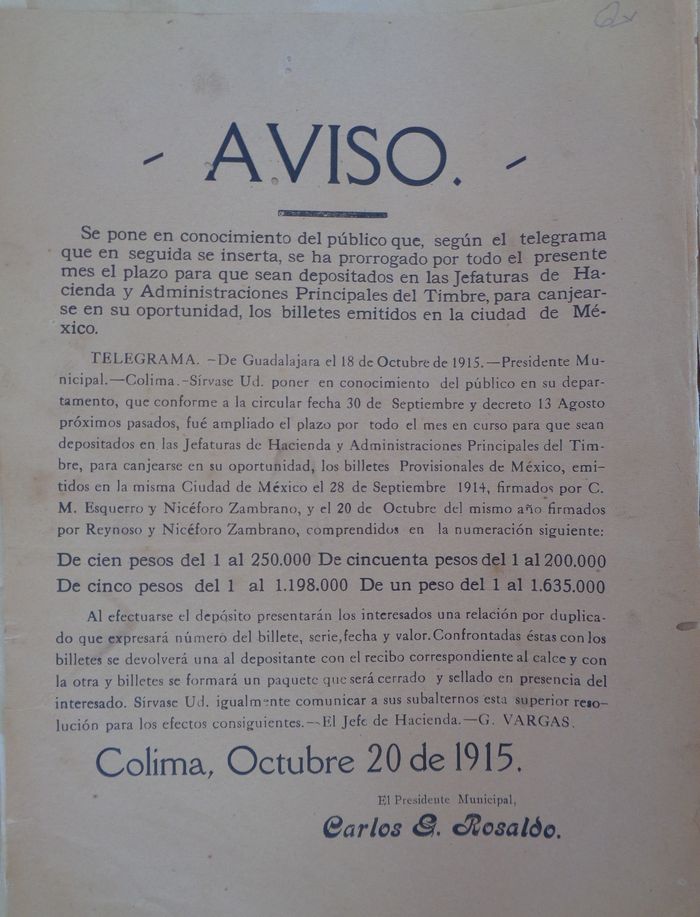 - AVISO. -
Se pone en conocimiento del público que, según el telegrama
que en seguida se inserta, se ha prorrogado por todo el presente
mes el plazo para que sean depositados en las Jefaturas de Ha-
cienda y Administraciones Principales del Timbre, para canjear-
se en su oportunidad, los billetes emitidos en la ciudad de Mé-
xico.
TELEGRAMA. -De Guadalajara el 18 de Octubre de 1915.—Presidente Mu-
nicipal.—Colima.-Sírvase Ud. poner en conocimiento del público en su depar-
tamento, que conforme a la circular fecha 30 de Septiembre y decreto 13 Agosto
próximos pasados, fué ampliado el plazo por todo el mes en curso para que sean
depositados en las Jefaturas de Hacienda y Administraciones Principales del Tim-
bre, para canjearse en su oportunidad, los billetes Provisionales de México, emi-
tidos en la misma Ciudad de México el 28 de Septiembre 1914, firmados por C.
M. Esquerro y Nicéforo Zambrano, y el 20 de Octubre del mismo año firmados
por Reynoso y Nicéforo Zambrano, comprendidos en la numeración siguiente:
De cien pesos del 1 al 250.000 De cincuenta pesos del 1 al 200.000
De cinco pesos del 1 al 1.198.000 De un peso del 1 al 1.635.000
Al efectuarse el depósito presentarán los interesados una relación por duplica-
do que expresará número del billete, serie, fecha y valor. Confrontadas éstas con los
billetes se devolverá una al depositante con el recibo correspondiente al calce y con
la otra y billetes se formará un paquete que será cerrado y sellado en presencia del
interesado. Sírvase Ud. igualmente comunicar a sus subalternos esta superior reso-
lución para los efectos consiguientes.—El Jefe de Hacienda.—G. VARGAS.
Colima, Octubre 20 de 1915.
El Presidente Municipal,
Carlos G. Rosaldo.